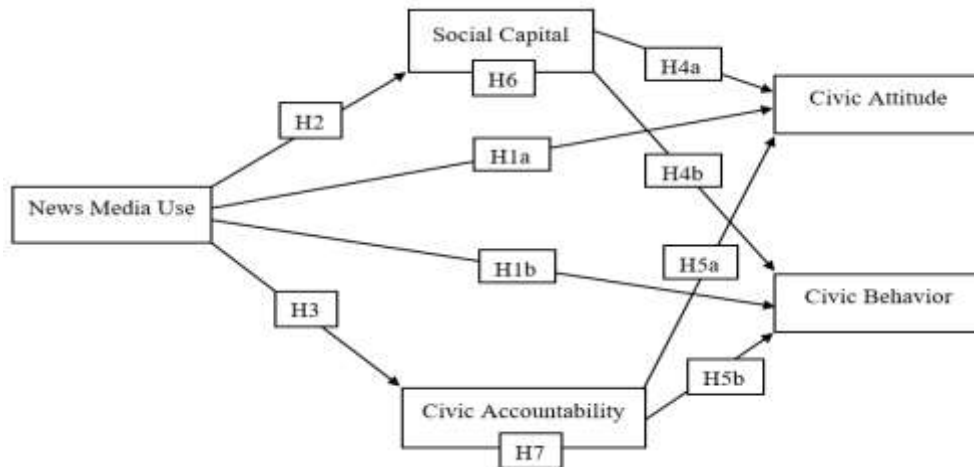 Social Capital
H6
H4a
Civic Attitude
H2
H1a
H4b
News Media Use
H1b
H5a
Civic Behavior
H3
H5b
Civic Accountability
H7